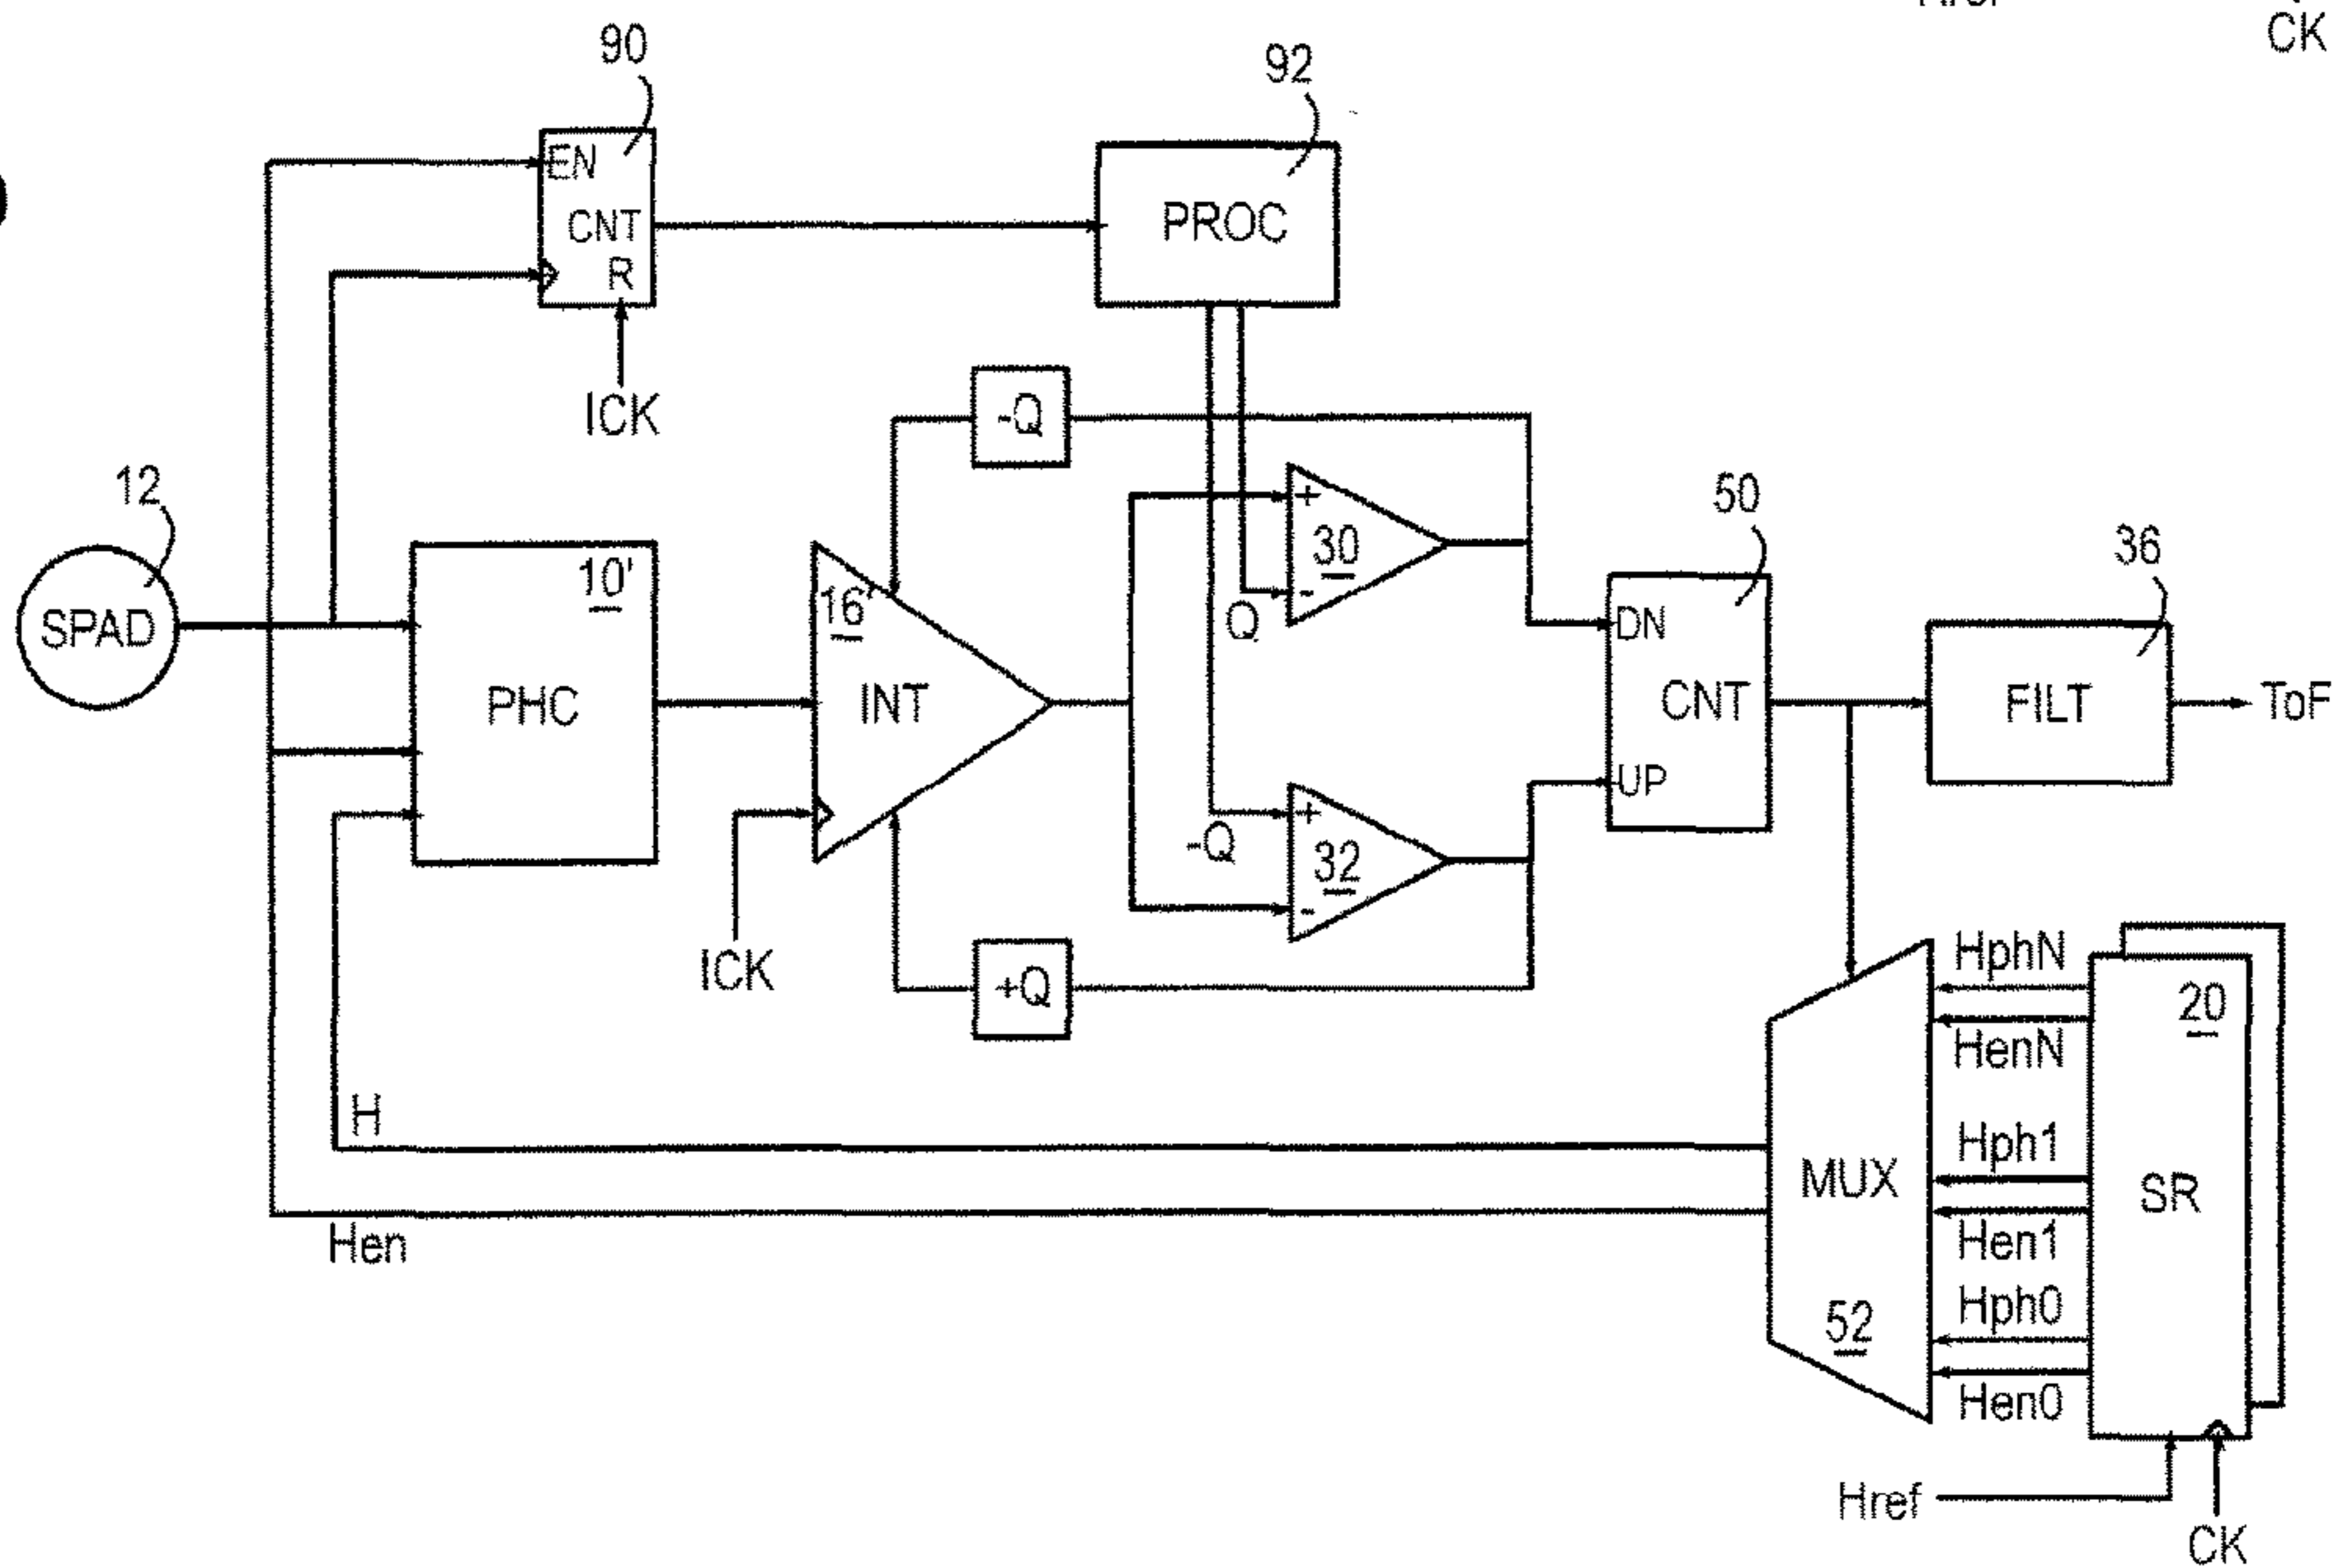 CK
90
92
EN
CNT
R
PROC
ICK
-Q
12
SPAD
10'
PHC
16'
INT
ICK
+
30
-
Q
+
-Q
32
-
+Q
50
DN
CNT
UP
36
FILT
ToF
HphN
HenN
20
Hph1
MUX
SR
Hen1
Hph0
52
Hen0
H
Hen
Href
CK